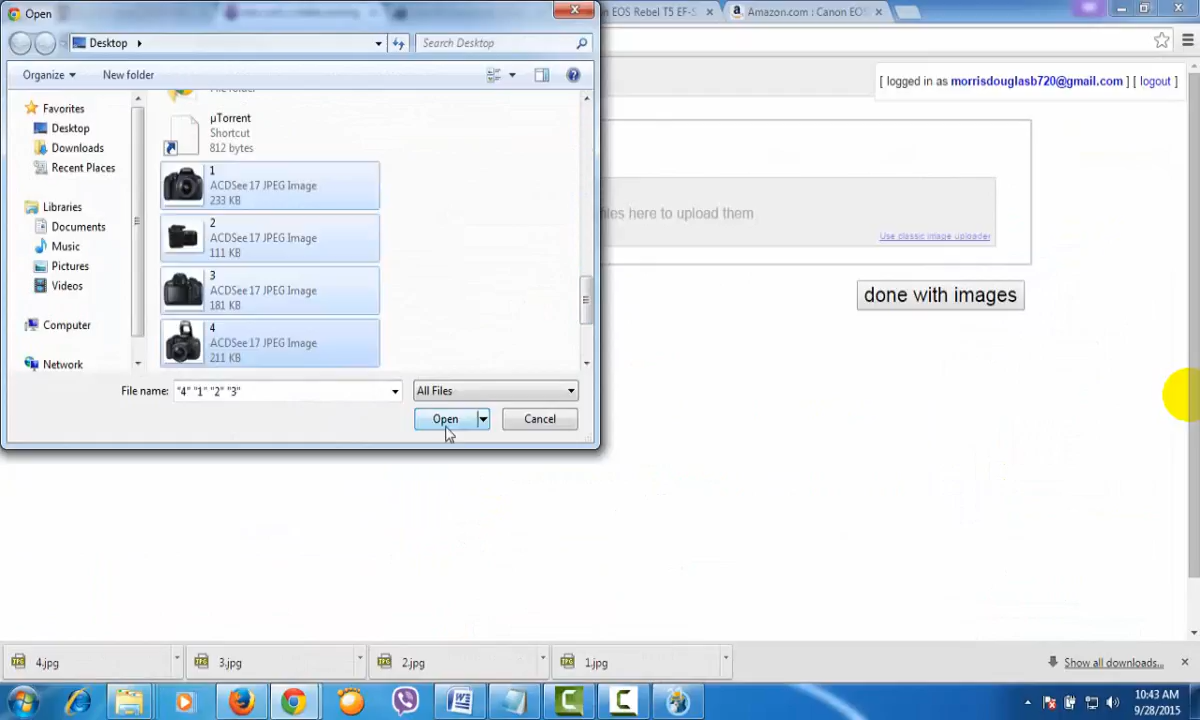 Open
on EOS Rebel T5 EF-S
Amazon.com : Canon EOS
Desktop
Search Desktop
Organize
New folder
[ logged in as morrisdouglasb720@gmail.com ] [ logout ]
Favorites
Desktop
Downloads
Recent Places
Libraries
Documents
Music
Pictures
Videos
Computer
Network
µTorrent
Shortcut
812 bytes
1
ACDSee 17 JPEG Image
233 KB
2
ACDSee 17 JPEG Image
111 KB
3
ACDSee 17 JPEG Image
181 KB
4
ACDSee 17 JPEG Image
211 KB
files here to upload them
Use classic image uploader
done with images
File name: "4" "1" "2" "3"
All Files
Open
Cancel
4.jpg
3.jpg
2.jpg
1.jpg
Show all downloads...
10:43 AM
9/28/2015